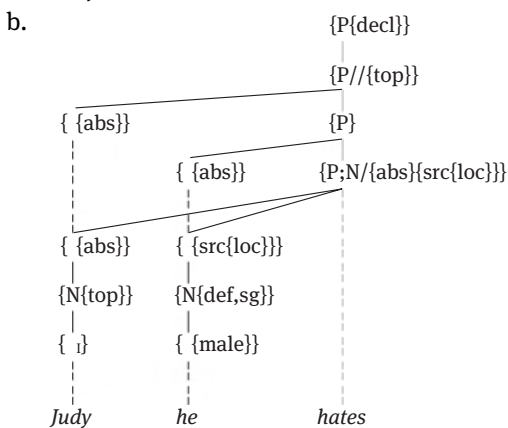 b.
{P{decl}}
{P//{top}}
{ {abs}} {P}
{ {abs}} {P;N/{abs}{src{loc}}}
{ {abs}} { {src{loc}}}
{N{top}} {N{def,sg}}
{ I} { {male}}
Judy he hates